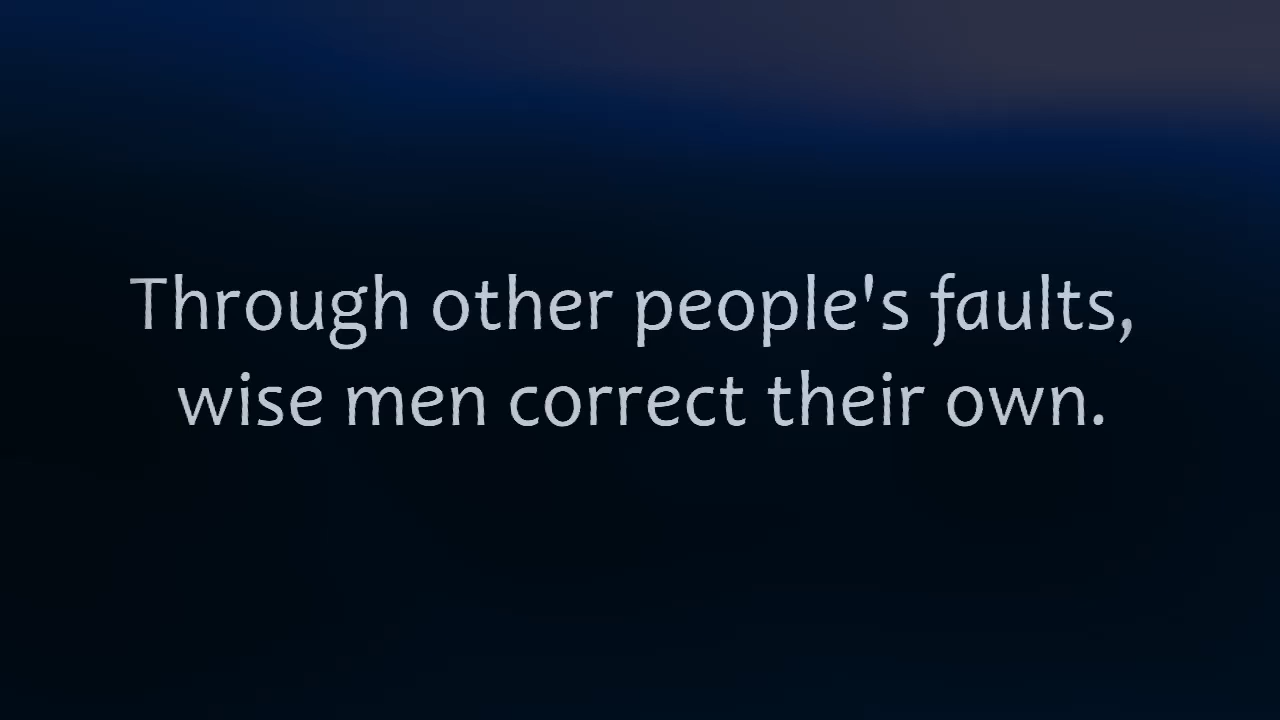 Through other people's faults,
wise men correct their own.